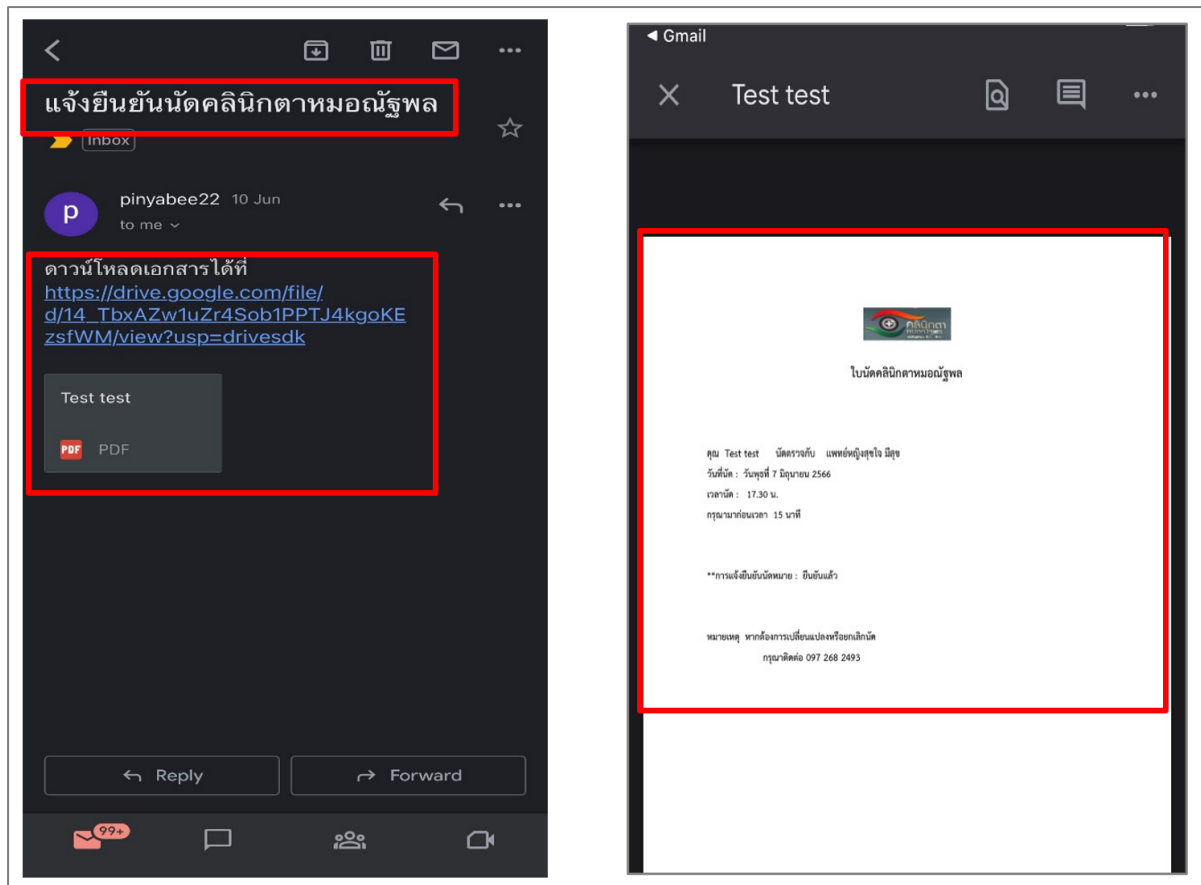 แจ้งยืนยันนัดคลินิกตาหมอณัฐพล
Inbox
p
pinyabee22 10 Jun
to me
ดาวน์โหลดเอกสารได้ที่
https://drive.google.com/file/
d/14_TbxAZw1uZr4Sob1PPTJ4kgoKE
zsfWM/view?usp=drivesdk
Test test
PDF PDF
Reply
Forward
99+
Gmail
Test test
คลินิกตา
ใบนัดคลินิกตาหมอณัฐพล
คุณ Test test นัดตรวจกับ แพทย์หญิงสุขใจ มีสุข
วันที่นัด : วันพุธที่ 7 มิถุนายน 2566
เวลานัด : 17.30 น.
กรุณามาก่อนเวลา 15 นาที
**การแจ้งยืนยันนัดหมาย : ยืนยันแล้ว
หมายเหตุ หากต้องการเปลี่ยนแปลงหรือยกเลิกนัด
กรุณาติดต่อ 097 268 2493